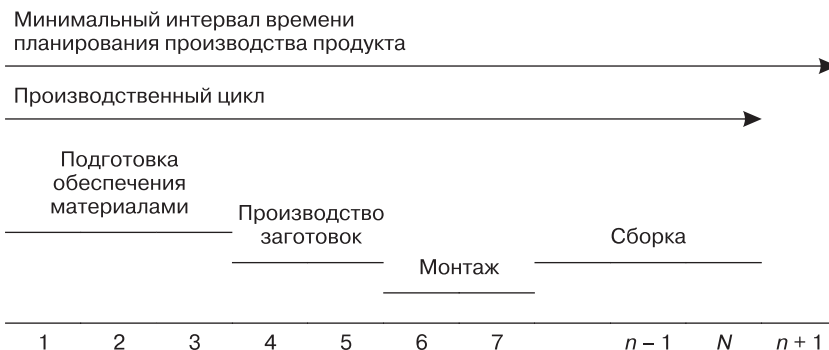 Минимальный интервал времени
планирования производства продукта
Производственный цикл
Подготовка
обеспечения
материалами
Производство
заготовок
Монтаж
Сборка
1 2 3 4 5 6 7 n – 1 N n + 1